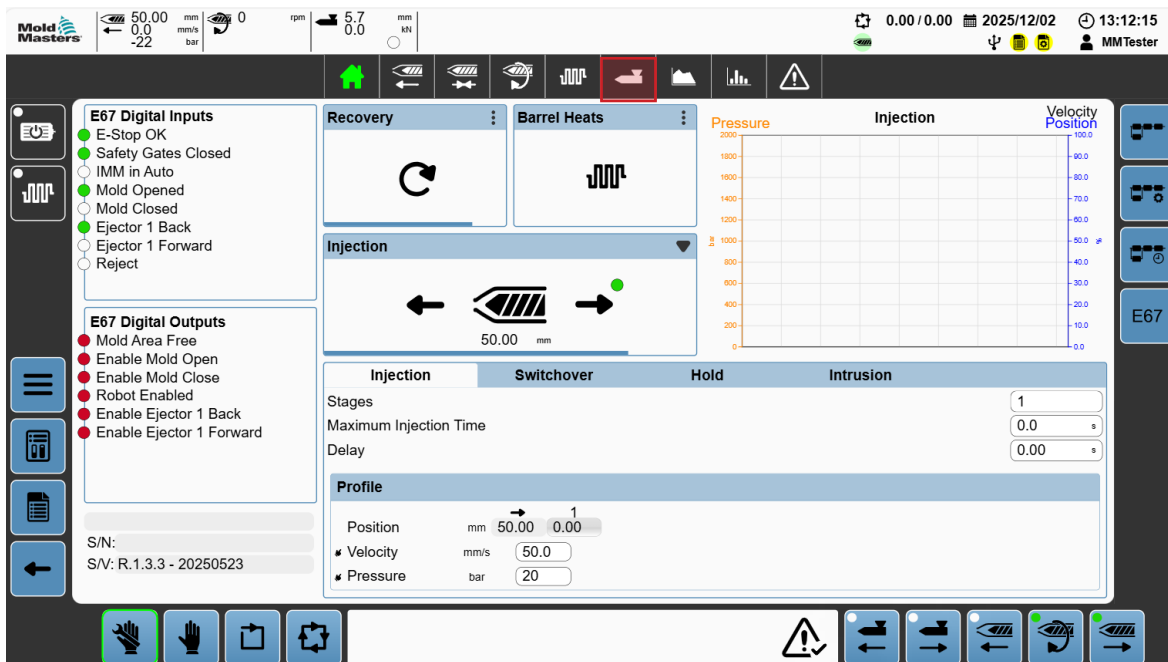 Mold
Masters
50.00 mm
0.0 mm/s
-22 bar
0 rpm
5.7 mm
0.0 kN
0.00 / 0.00 2025/12/02 13:12:15
MMTester
E67 Digital Inputs
E-Stop OK
Safety Gates Closed
IMM in Auto
Mold Opened
Mold Closed
Ejector 1 Back
Ejector 1 Forward
Reject
E67 Digital Outputs
Mold Area Free
Enable Mold Open
Enable Mold Close
Robot Enabled
Enable Ejector 1 Back
Enable Ejector 1 Forward
S/N:
S/V: R.1.3.3 - 20250523
Recovery
Barrel Heats
Injection
50.00 mm
Pressure Injection Velocity
Position
2000 100.0
1800 90.0
1600 80.0
1400 70.0
60.0
1200
bar 1000 50.0 %
800 40.0
600 30.0
400 20.0
200 10.0
0 0.0
E67
Injection Switchover Hold Intrusion
Stages 1
Maximum Injection Time 0.0 s
Delay 0.00 s
Profile
1
Position mm 50.00 0.00
Velocity mm/s 50.0
Pressure bar 20